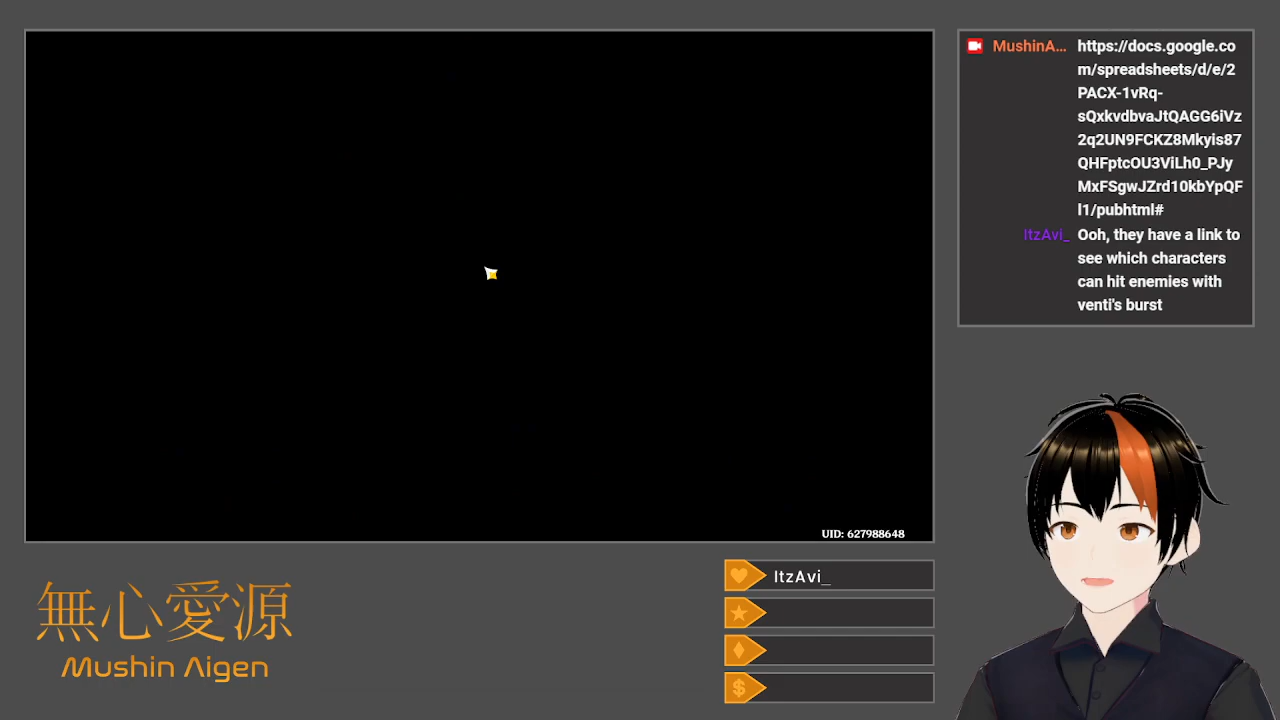 MushinA... https://docs.google.co
m/spreadsheets/d/e/2
PACX-1vRq-
sQxkvdbvaJtQAGG6iVz
2q2UN9FCKZ8Mkyis87
QHFptcOU3ViLh0_PJy
MxFSgwJZrd10kbYpQF
l1/pubhtml#
ItzAvi_ Ooh, they have a link to
see which characters
can hit enemies with
venti's burst
UID: 627988648
無心愛源
Mushin Aigen
ItzAvi_
$